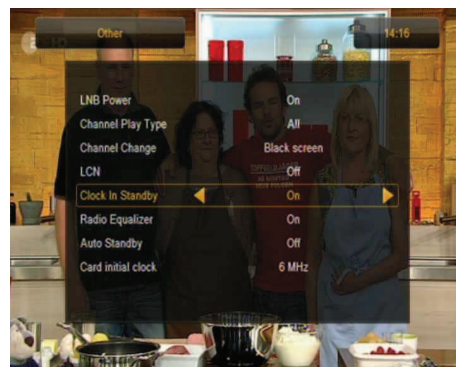 Other 14:16
LNB Power On
Channel Play Type All
Channel Change Black screen
LCN Off
Clock In Standby On
Radio Equalizer On
Auto Standby Off
Card initial clock 6 MHz